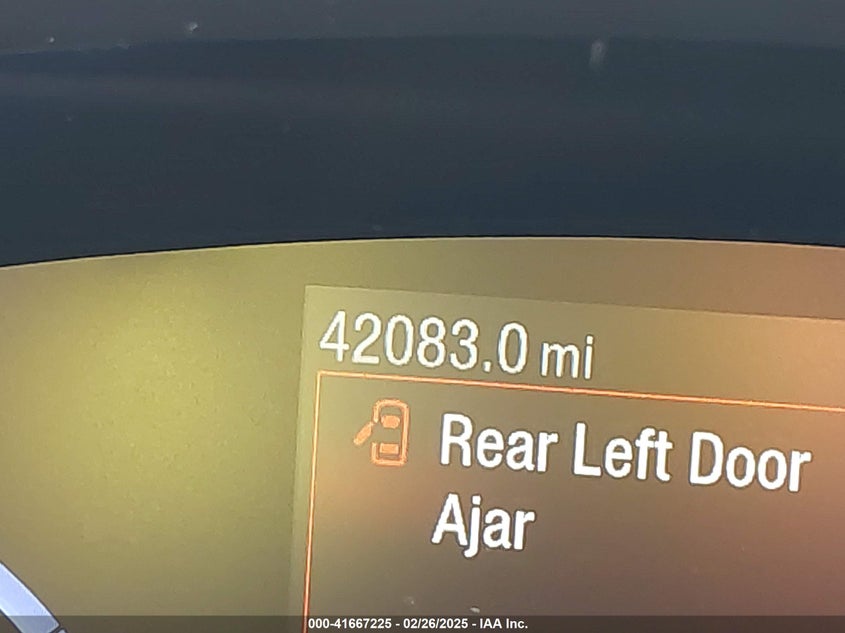 42083.0 mi
Rear Left Door
Ajar
000-41667225 - 02/26/2025 - IAA Inc.